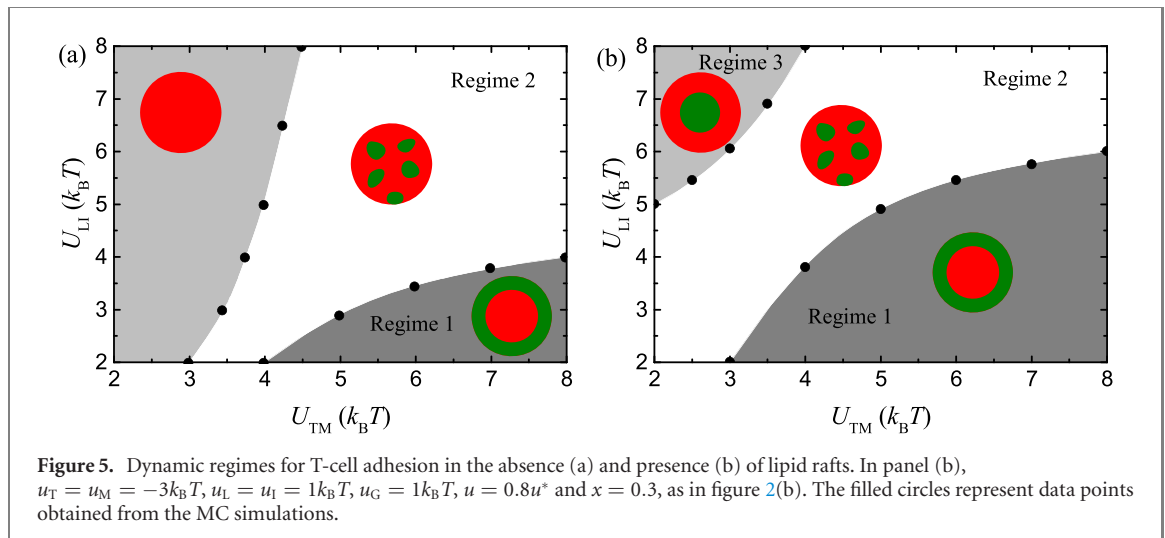 (a)
8
7
6
5
4
3
2
U_LI (k_B T)
Regime 2
Regime 1
2 3 4 5 6 7 8
U_TM (k_B T)
(b)
8
7
6
5
4
3
2
U_LI (k_B T)
Regime 3
Regime 2
Regime 1
2 3 4 5 6 7 8
U_TM (k_B T)
Figure 5. Dynamic regimes for T-cell adhesion in the absence (a) and presence (b) of lipid rafts. In panel (b),
u_T = u_M = −3k_BT, u_L = u_I = 1k_BT, u_G = 1k_BT, u = 0.8u* and x = 0.3, as in figure 2(b). The filled circles represent data points
obtained from the MC simulations.